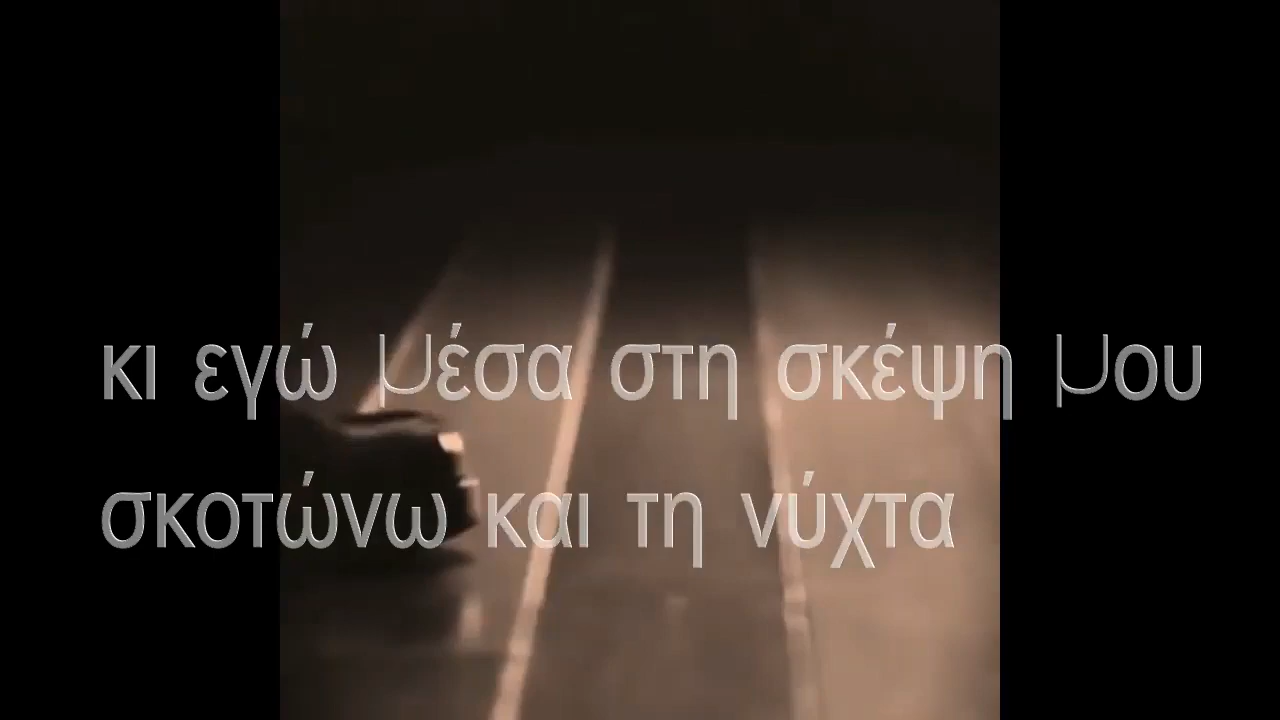 κι εγώ μέσα στη σκέψη μου
σκοτώνω και τη νύχτα